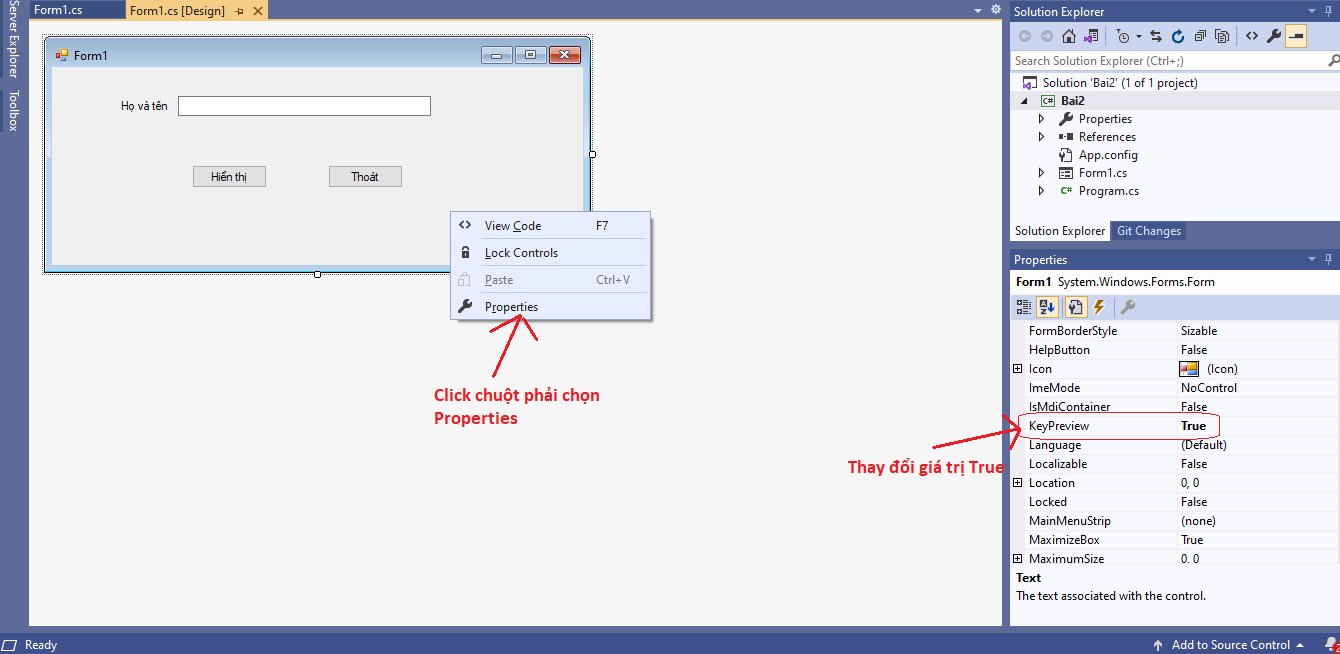 Form1.cs
Form1.cs [Design]
Server Explorer
Toolbox
Form1
Họ và tên
Hiển thị
Thoát
View Code F7
Lock Controls
Paste Ctrl+V
Properties
Click chuột phải chọn
Properties
Thay đổi giá trị True
Solution Explorer
Search Solution Explorer (Ctrl+;)
Solution 'Bai2' (1 of 1 project)
C# Bai2
Properties
References
App.config
Form1.cs
C# Program.cs
Solution Explorer
Git Changes
Properties
Form1 System.Windows.Forms.Form
FormBorderStyle Sizable
HelpButton False
Icon (Icon)
ImeMode NoControl
IsMdiContainer False
KeyPreview True
Language (Default)
Localizable False
Location 0, 0
Locked False
MainMenuStrip (none)
MaximizeBox True
MaximumSize 0, 0
Text
The text associated with the control.
Ready
Add to Source Control